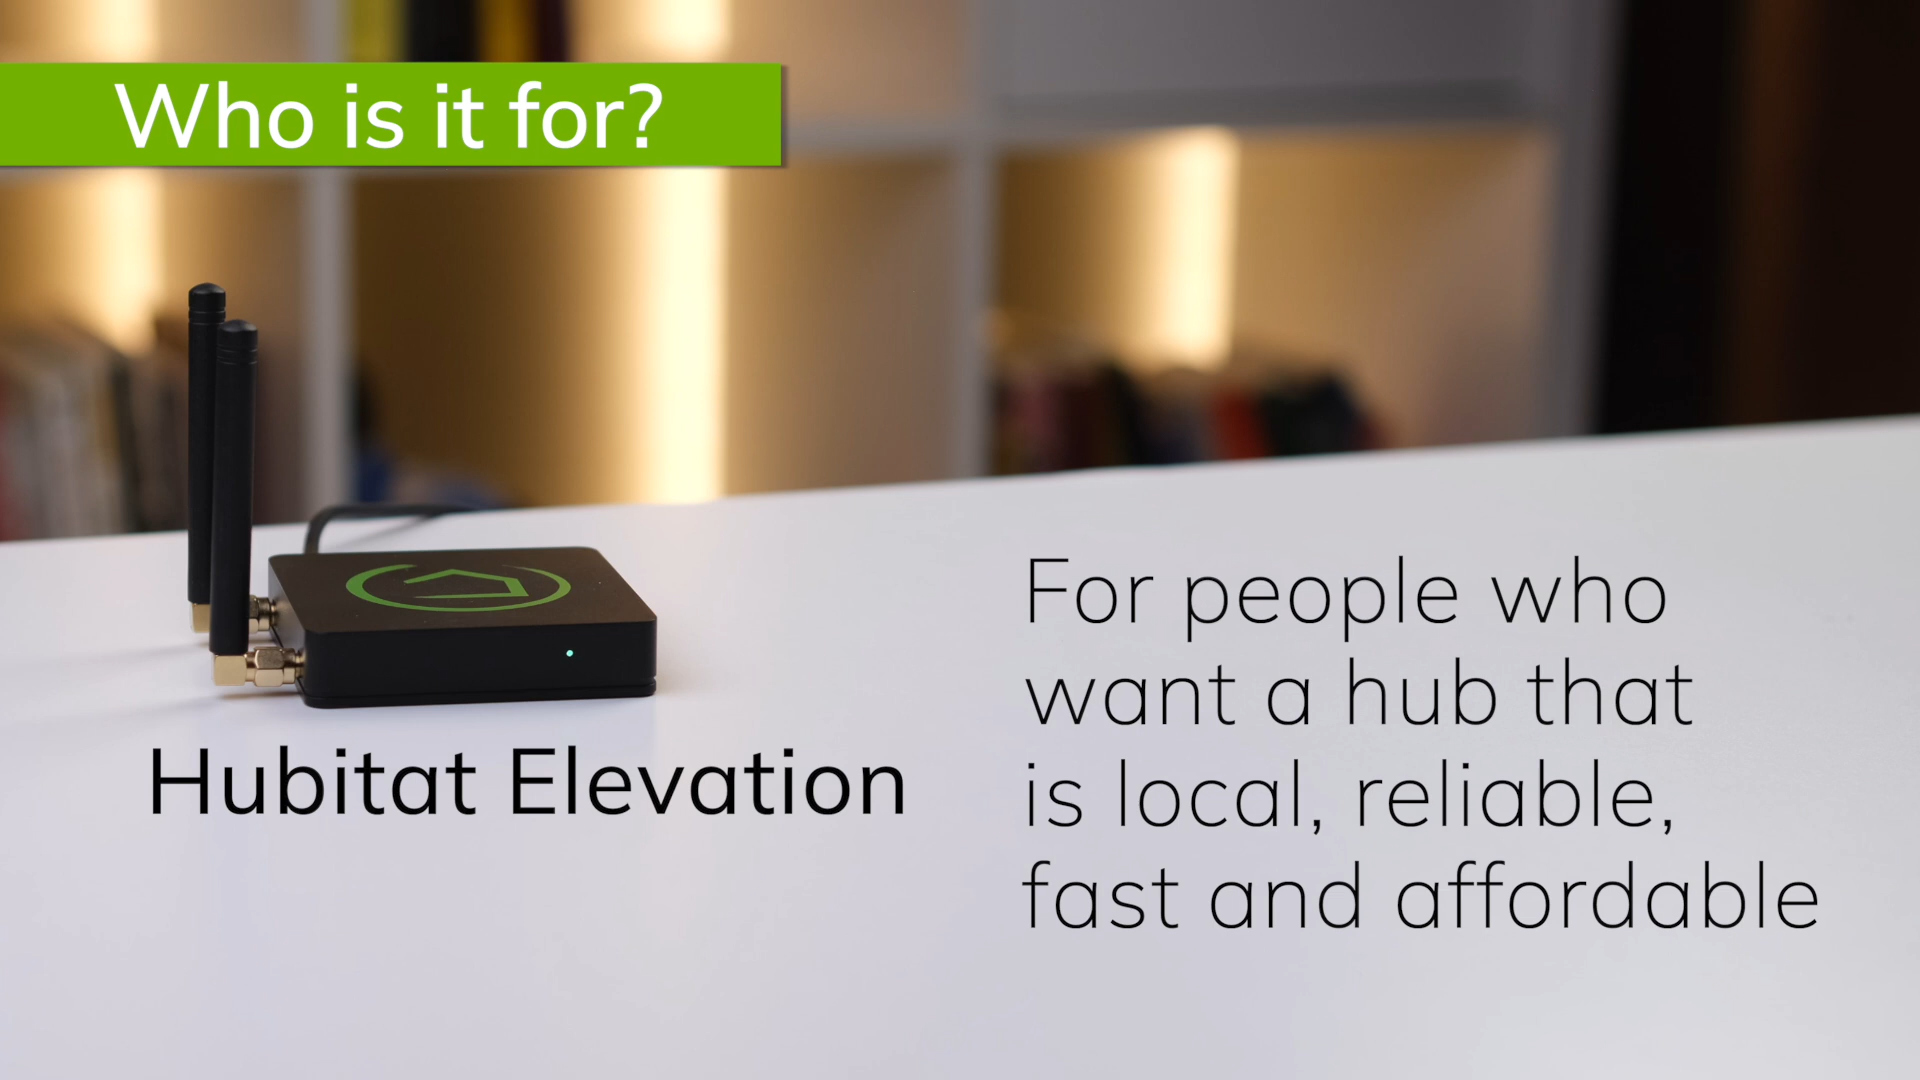 Who is it for?
Hubitat Elevation
For people who
want a hub that
is local, reliable,
fast and affordable